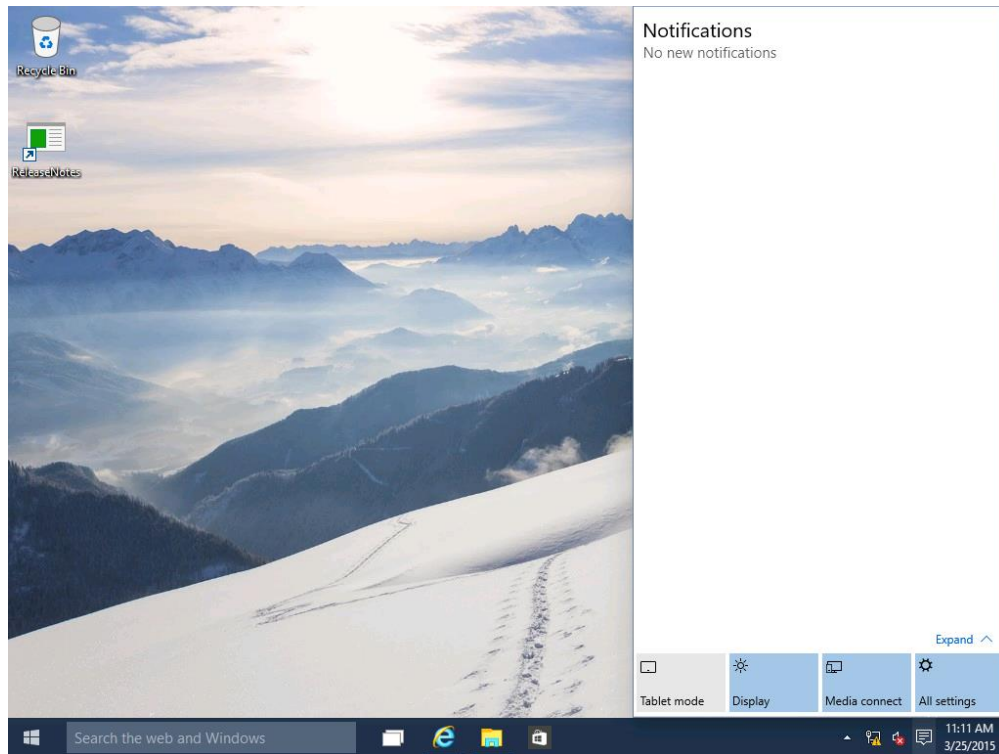 Recycle Bin
ReleaseNotes
Notifications
No new notifications
Expand
Tablet mode
Display
Media connect
All settings
Search the web and Windows
11:11 AM
3/25/2015